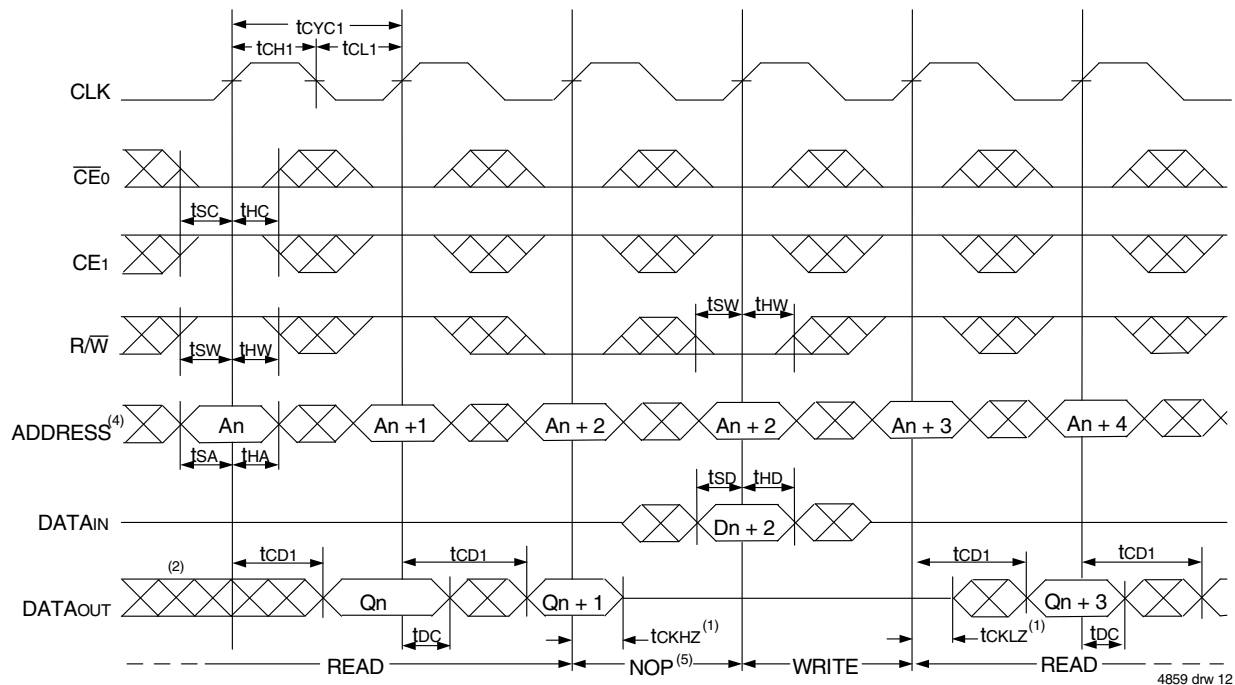 tCYC1
tCH1 tCL1
CLK
CE0
tSC tHC
CE1
tSW tHW
R/W
tSW tHW
ADDRESS(4) An An +1 An + 2 An + 2 An + 3 An + 4
tSA tHA
tSD tHD
DATAIN Dn + 2
(2) tCD1 tCD1 tCD1 tCD1
DATAOUT Qn Qn + 1 Qn + 3
tDC tCKHZ(1) tCKLZ(1) tDC
READ NOP(5) WRITE READ
4859 drw 12